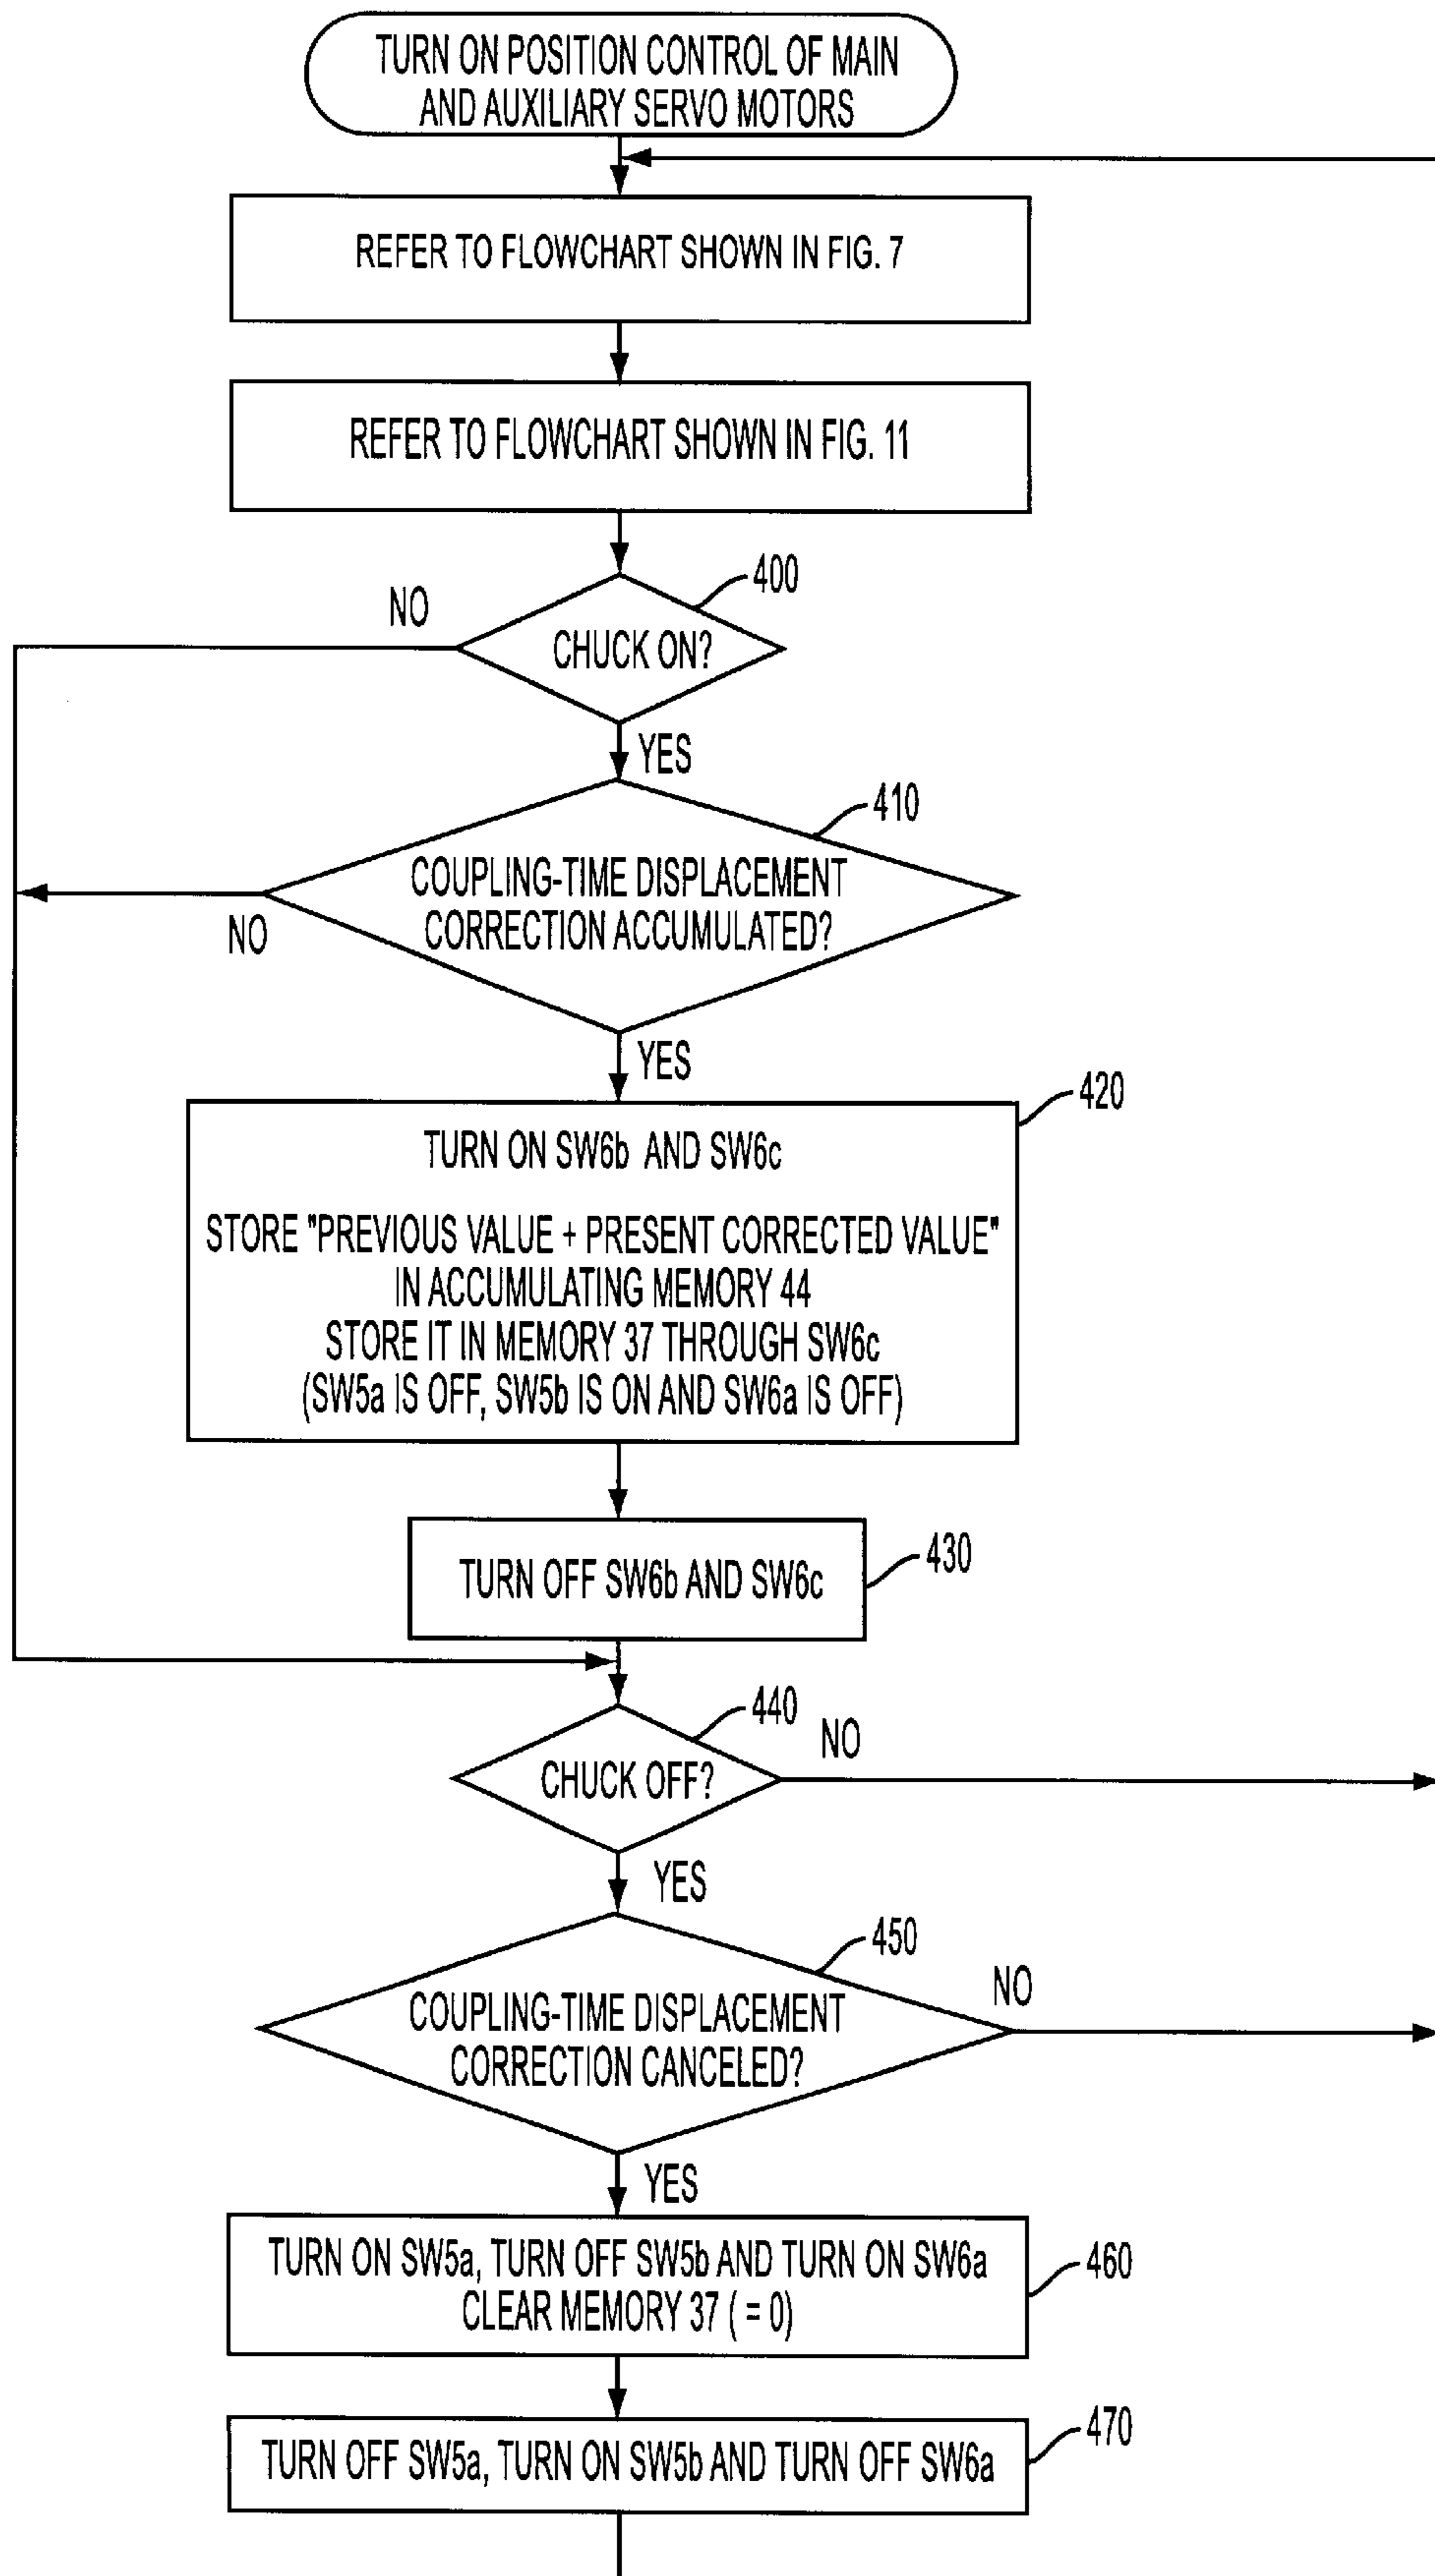 TURN ON POSITION CONTROL OF MAIN
AND AUXILIARY SERVO MOTORS
REFER TO FLOWCHART SHOWN IN FIG. 7
REFER TO FLOWCHART SHOWN IN FIG. 11
400
NO
CHUCK ON?
YES
410
COUPLING-TIME DISPLACEMENT
CORRECTION ACCUMULATED?
NO
YES
420
TURN ON SW6b AND SW6c
STORE "PREVIOUS VALUE + PRESENT CORRECTED VALUE"
IN ACCUMULATING MEMORY 44
STORE IT IN MEMORY 37 THROUGH SW6c
(SW5a IS OFF, SW5b IS ON AND SW6a IS OFF)
430
TURN OFF SW6b AND SW6c
440
NO
CHUCK OFF?
YES
450
NO
COUPLING-TIME DISPLACEMENT
CORRECTION CANCELED?
YES
TURN ON SW5a, TURN OFF SW5b AND TURN ON SW6a
CLEAR MEMORY 37 ( = 0)
460
470
TURN OFF SW5a, TURN ON SW5b AND TURN OFF SW6a